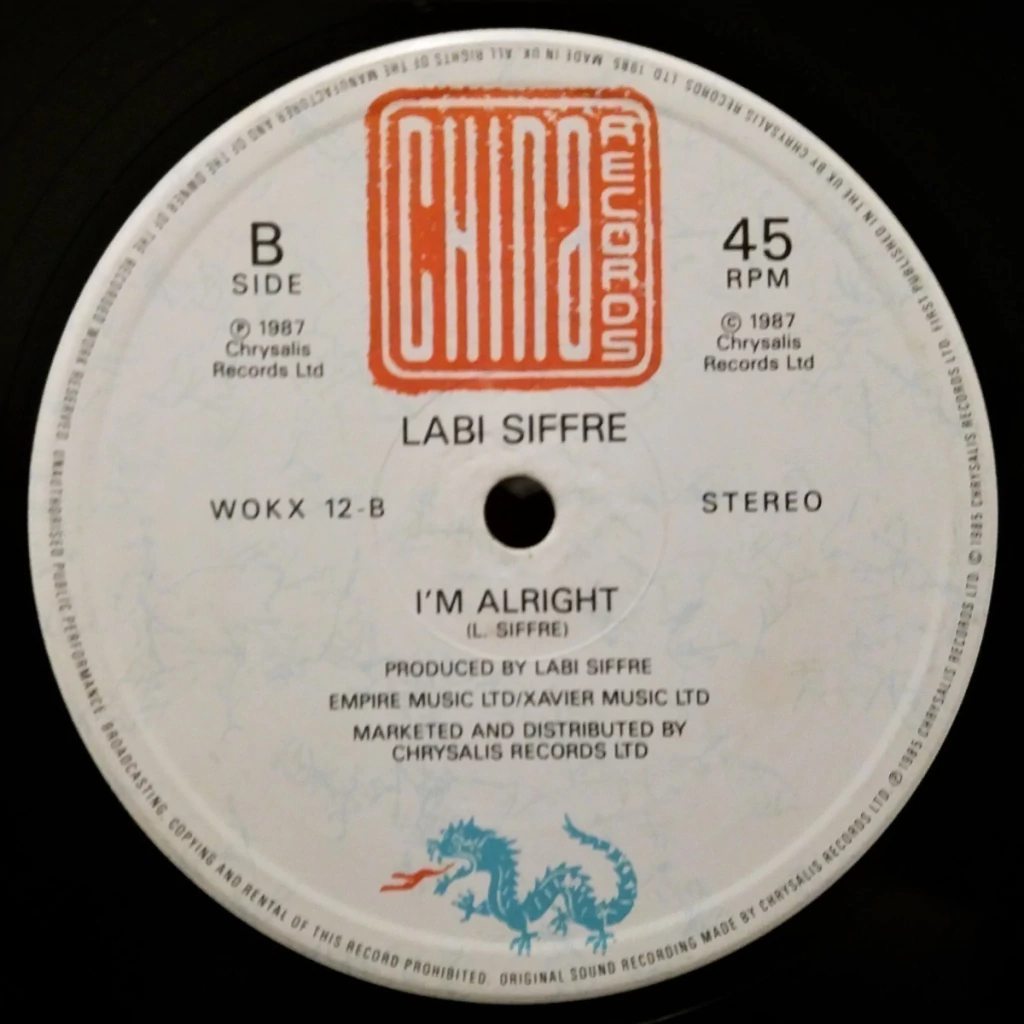 CHINA RECORDS
B
SIDE
45
RPM
℗ 1987
Chrysalis
Records Ltd
© 1987
Chrysalis
Records Ltd
LABI SIFFRE
WOKX 12-B
STEREO
I'M ALRIGHT
(L. SIFFRE)
PRODUCED BY LABI SIFFRE
EMPIRE MUSIC LTD/XAVIER MUSIC LTD
MARKETED AND DISTRIBUTED BY
CHRYSALIS RECORDS LTD
ALL RIGHTS OF THE MANUFACTURER AND OF THE OWNER OF THE RECORDED WORK RESERVED. UNAUTHORISED PUBLIC PERFORMANCE. BROADCASTING. COPYING AND RENTAL OF THIS RECORD PROHIBITED. ORIGINAL SOUND RECORDING MADE BY CHRYSALIS RECORDS LTD. ℗ 1985 CHRYSALIS RECORDS LTD. © 1985 CHRYSALIS RECORDS LTD. FIRST PUBLISHED IN THE UK BY CHRYSALIS RECORDS LTD. 1985. MADE IN UK.